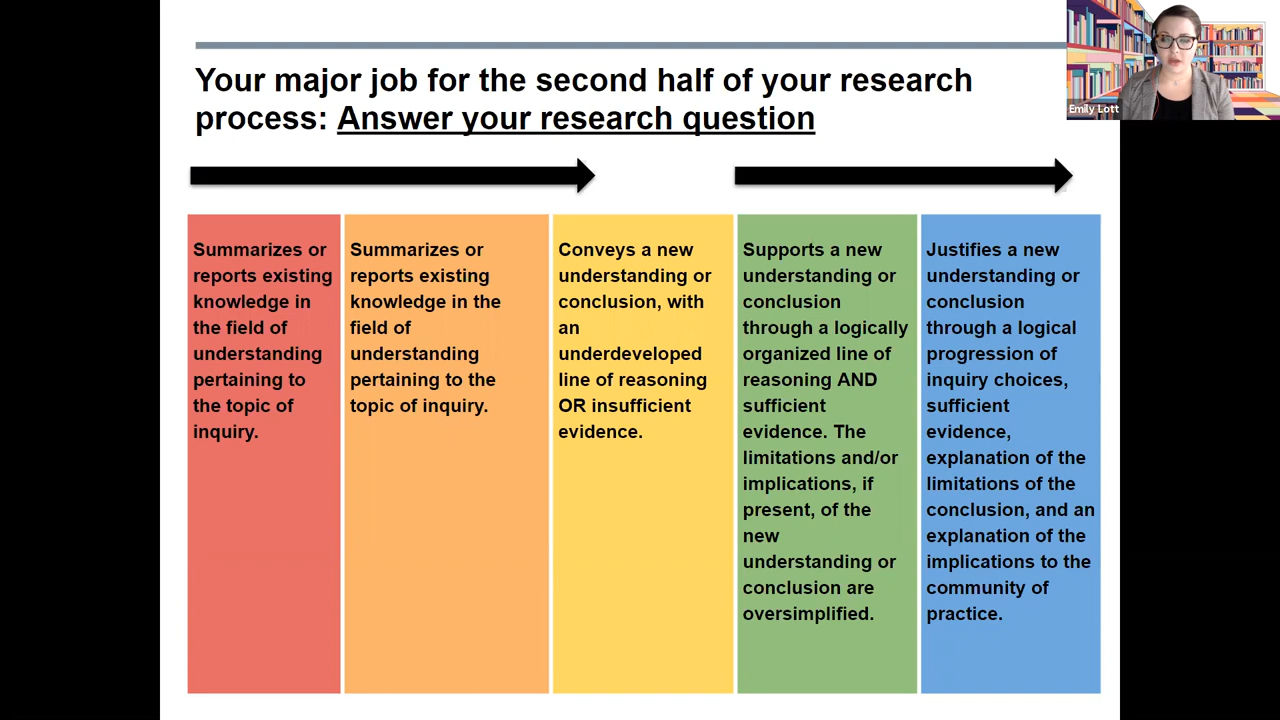 Your major job for the second half of your research
process: Answer your research question
Emily Lott
Summarizes or
reports existing
knowledge in
the field of
understanding
pertaining to
the topic of
inquiry.
Summarizes or
reports existing
knowledge in the
field of
understanding
pertaining to the
topic of inquiry.
Conveys a new
understanding or
conclusion, with
an
underdeveloped
line of reasoning
OR insufficient
evidence.
Supports a new
understanding or
conclusion
through a logically
organized line of
reasoning AND
sufficient
evidence. The
limitations and/or
implications, if
present, of the
new
understanding or
conclusion are
oversimplified.
Justifies a new
understanding or
conclusion
through a logical
progression of
inquiry choices,
sufficient
evidence,
explanation of the
limitations of the
conclusion, and an
explanation of the
implications to the
community of
practice.